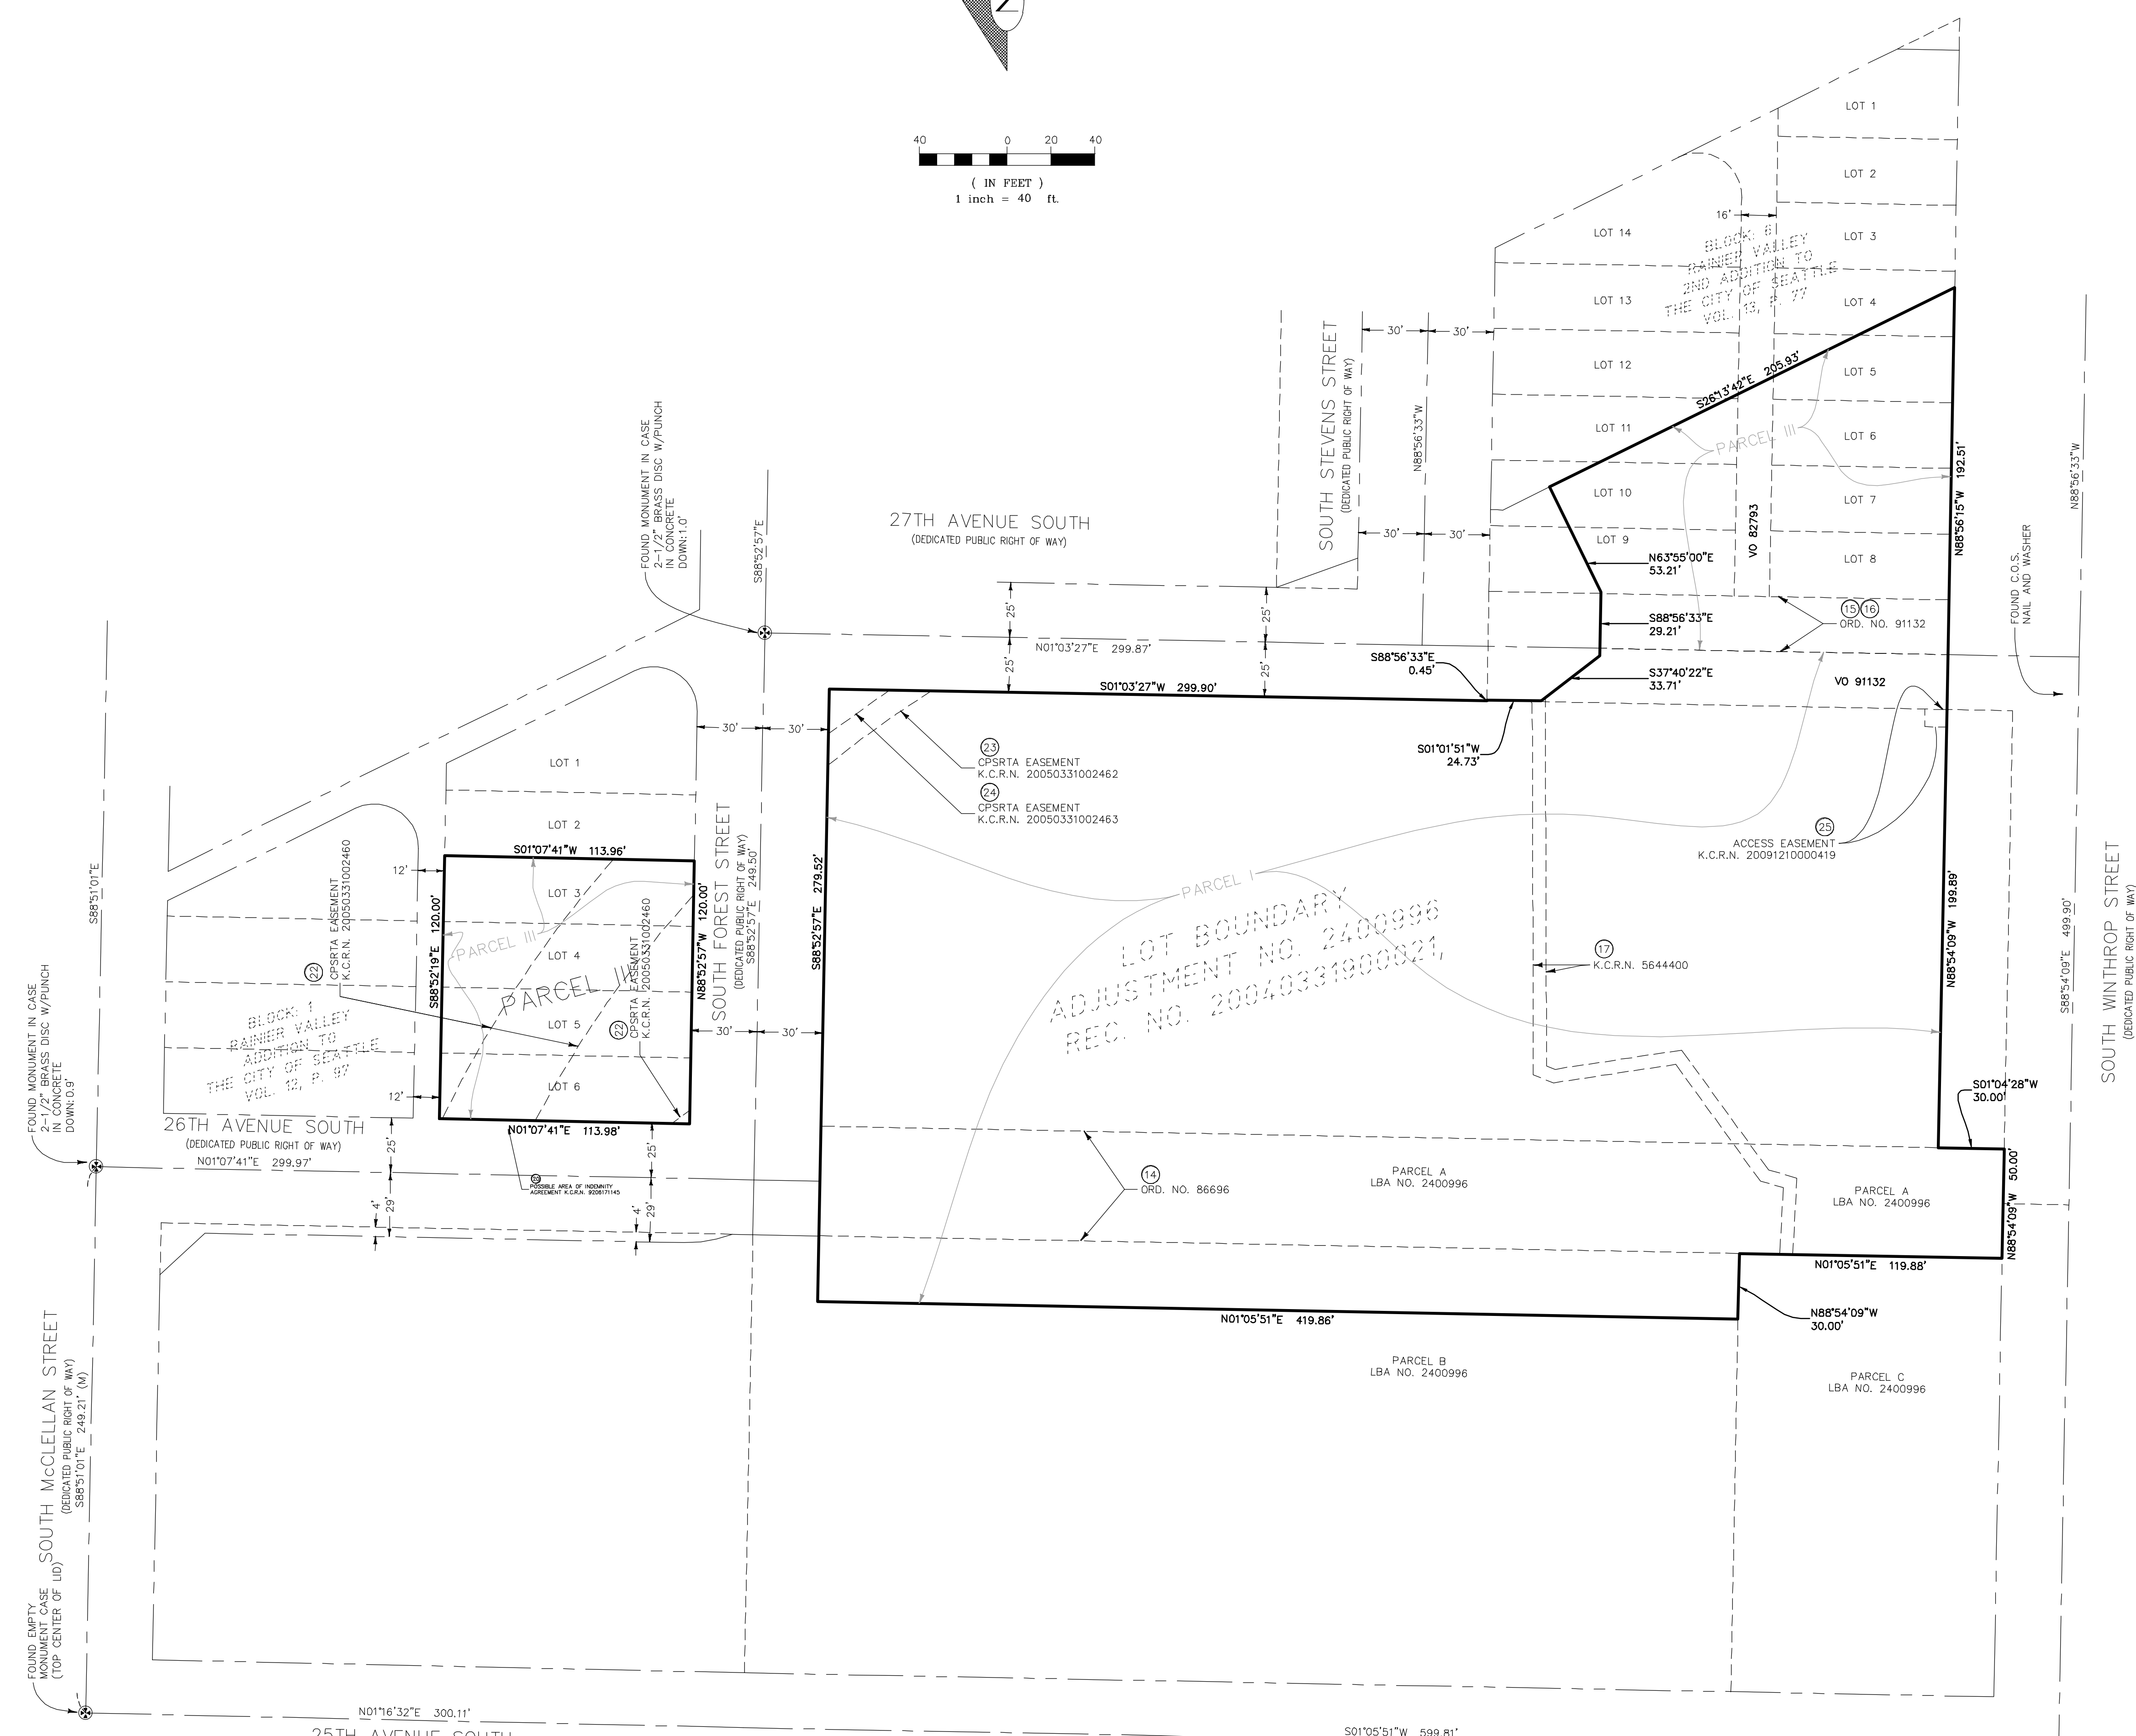 40 0 20 40
( IN FEET )
1 inch = 40 ft.
LOT 1
LOT 2
LOT 3
LOT 4
LOT 5
LOT 6
LOT 7
LOT 8
LOT 14
LOT 13
LOT 12
LOT 11
LOT 10
LOT 9
16'
BLOCK: 6
RAINIER VALLEY
2ND ADDITION TO
THE CITY OF SEATTLE
VOL. 13, P. 77
S26°13'42"E 205.93'
PARCEL III
N88°56'15"W 192.51'
N88°56'33"W
VO 82793
N63°55'00"E
53.21'
S88°56'33"E
29.21'
15 16
ORD. NO. 91132
S37°40'22"E
33.71'
VO 91132
FOUND C.O.S.
NAIL AND WASHER
SOUTH STEVENS STREET
(DEDICATED PUBLIC RIGHT OF WAY)
30' 30'
N88°56'33"W
30' 30'
27TH AVENUE SOUTH
(DEDICATED PUBLIC RIGHT OF WAY)
FOUND MONUMENT IN CASE
2-1/2" BRASS DISC W/PUNCH
IN CONCRETE
DOWN: 1.0'
S88°52'57"E
25'
25'
25'
25'
N01°03'27"E 299.87'
S88°56'33"E
0.45'
S01°03'27"W 299.90'
S01°01'51"W
24.73'
23
CPSRTA EASEMENT
K.C.R.N. 20050331002462
24
CPSRTA EASEMENT
K.C.R.N. 20050331002463
25
ACCESS EASEMENT
K.C.R.N. 20091210000419
30' 30'
LOT 1
LOT 2
LOT 3
LOT 4
LOT 5
LOT 6
S01°07'41"W 113.96'
12'
S88°52'19"E 120.00'
PARCEL III
PARCEL III
N88°52'57"W 120.00'
22
CPSRTA EASEMENT
K.C.R.N. 20050331002460
22
CPSRTA EASEMENT
K.C.R.N. 20050331002460
12'
N01°07'41"E 113.98'
SOUTH FOREST STREET
(DEDICATED PUBLIC RIGHT OF WAY)
S88°52'57"E 249.50'
30' 30'
S88°52'57"E 279.52'
PARCEL I
LOT BOUNDARY
ADJUSTMENT NO. 2400996
REC. NO. 20040331900021,
17
K.C.R.N. 5644400
N88°54'09"W 199.89'
S88°54'09"E 499.90'
SOUTH WINTHROP STREET
(DEDICATED PUBLIC RIGHT OF WAY)
S01°04'28"W
30.00'
N88°54'09"W 50.00'
S88°51'01"E
BLOCK: 1
RAINIER VALLEY
ADDITION TO
THE CITY OF SEATTLE
VOL. 12, P. 97
26TH AVENUE SOUTH
(DEDICATED PUBLIC RIGHT OF WAY)
N01°07'41"E 299.97'
FOUND MONUMENT IN CASE
2-1/2" BRASS DISC W/PUNCH
IN CONCRETE
DOWN: 0.9'
25'
29'
4'
25'
29'
4'
POSSIBLE AREA OF INDEMNITY
AGREEMENT K.C.R.N. 9206171145
14
ORD. NO. 86696
PARCEL A
LBA NO. 2400996
PARCEL A
LBA NO. 2400996
N01°05'51"E 119.88'
N88°54'09"W
30.00'
N01°05'51"E 419.86'
PARCEL B
LBA NO. 2400996
PARCEL C
LBA NO. 2400996
SOUTH McCLELLAN STREET
(DEDICATED PUBLIC RIGHT OF WAY)
S88°51'01"E 249.21' (M)
FOUND EMPTY
MONUMENT CASE
(TOP CENTER OF LID)
N01°16'32"E 300.11'
25TH AVENUE SOUTH
S01°05'51"W 599.81'